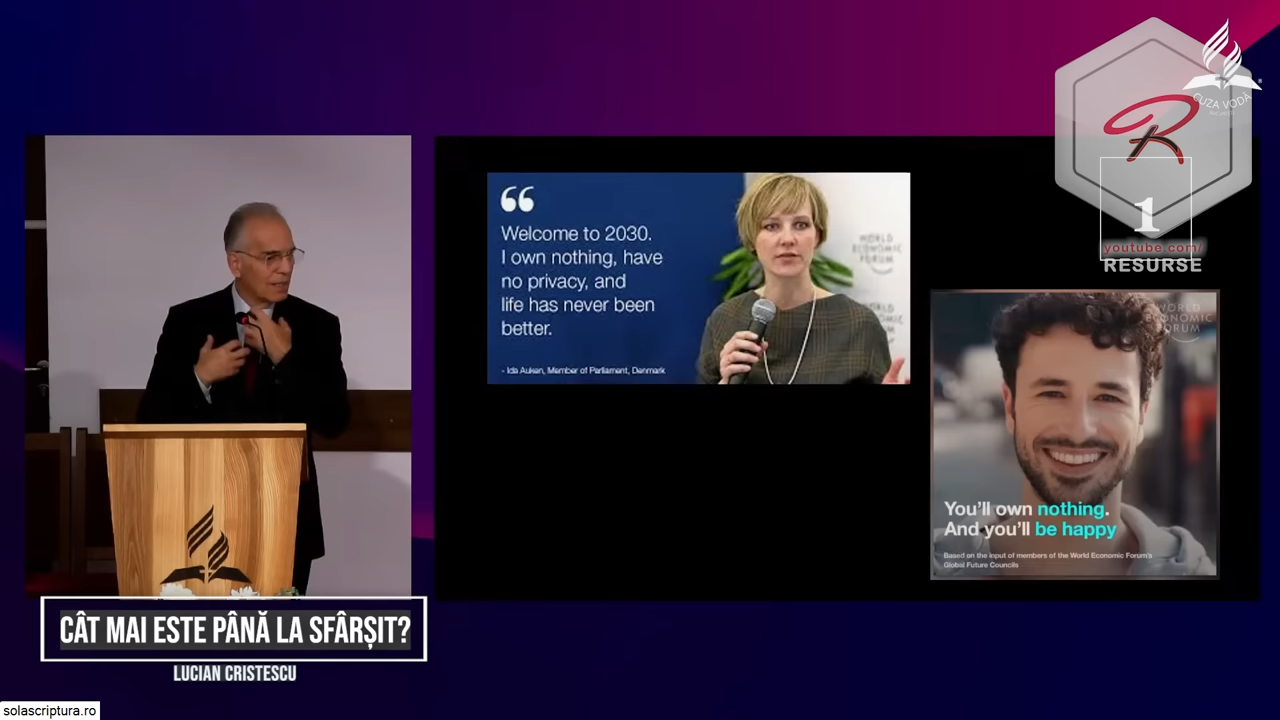 CUZA VODĂ
R
1
youtube.com/
RESURSE
“
Welcome to 2030.
I own nothing, have
no privacy, and
life has never been
better.
- Ida Auken, Member of Parliament, Denmark
WORLD
ECONOMIC
FORUM
WORLD
ECONOMIC
FORUM
You'll own nothing.
And you'll be happy
Based on the input of members of the World Economic Forum's
Global Future Councils
CÂT MAI ESTE PÂNĂ LA SFÂRȘIT?
LUCIAN CRISTESCU
solascriptura.ro